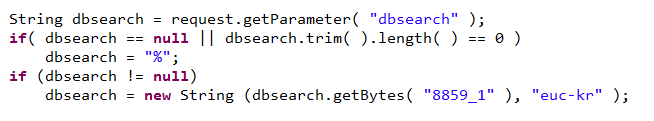 String dbsearch = request.getParameter( "dbsearch" );
if( dbsearch == null || dbsearch.trim( ).length( ) == 0 )
    dbsearch = "%";
if (dbsearch != null)
    dbsearch = new String (dbsearch.getBytes( "8859_1" ), "euc-kr" );